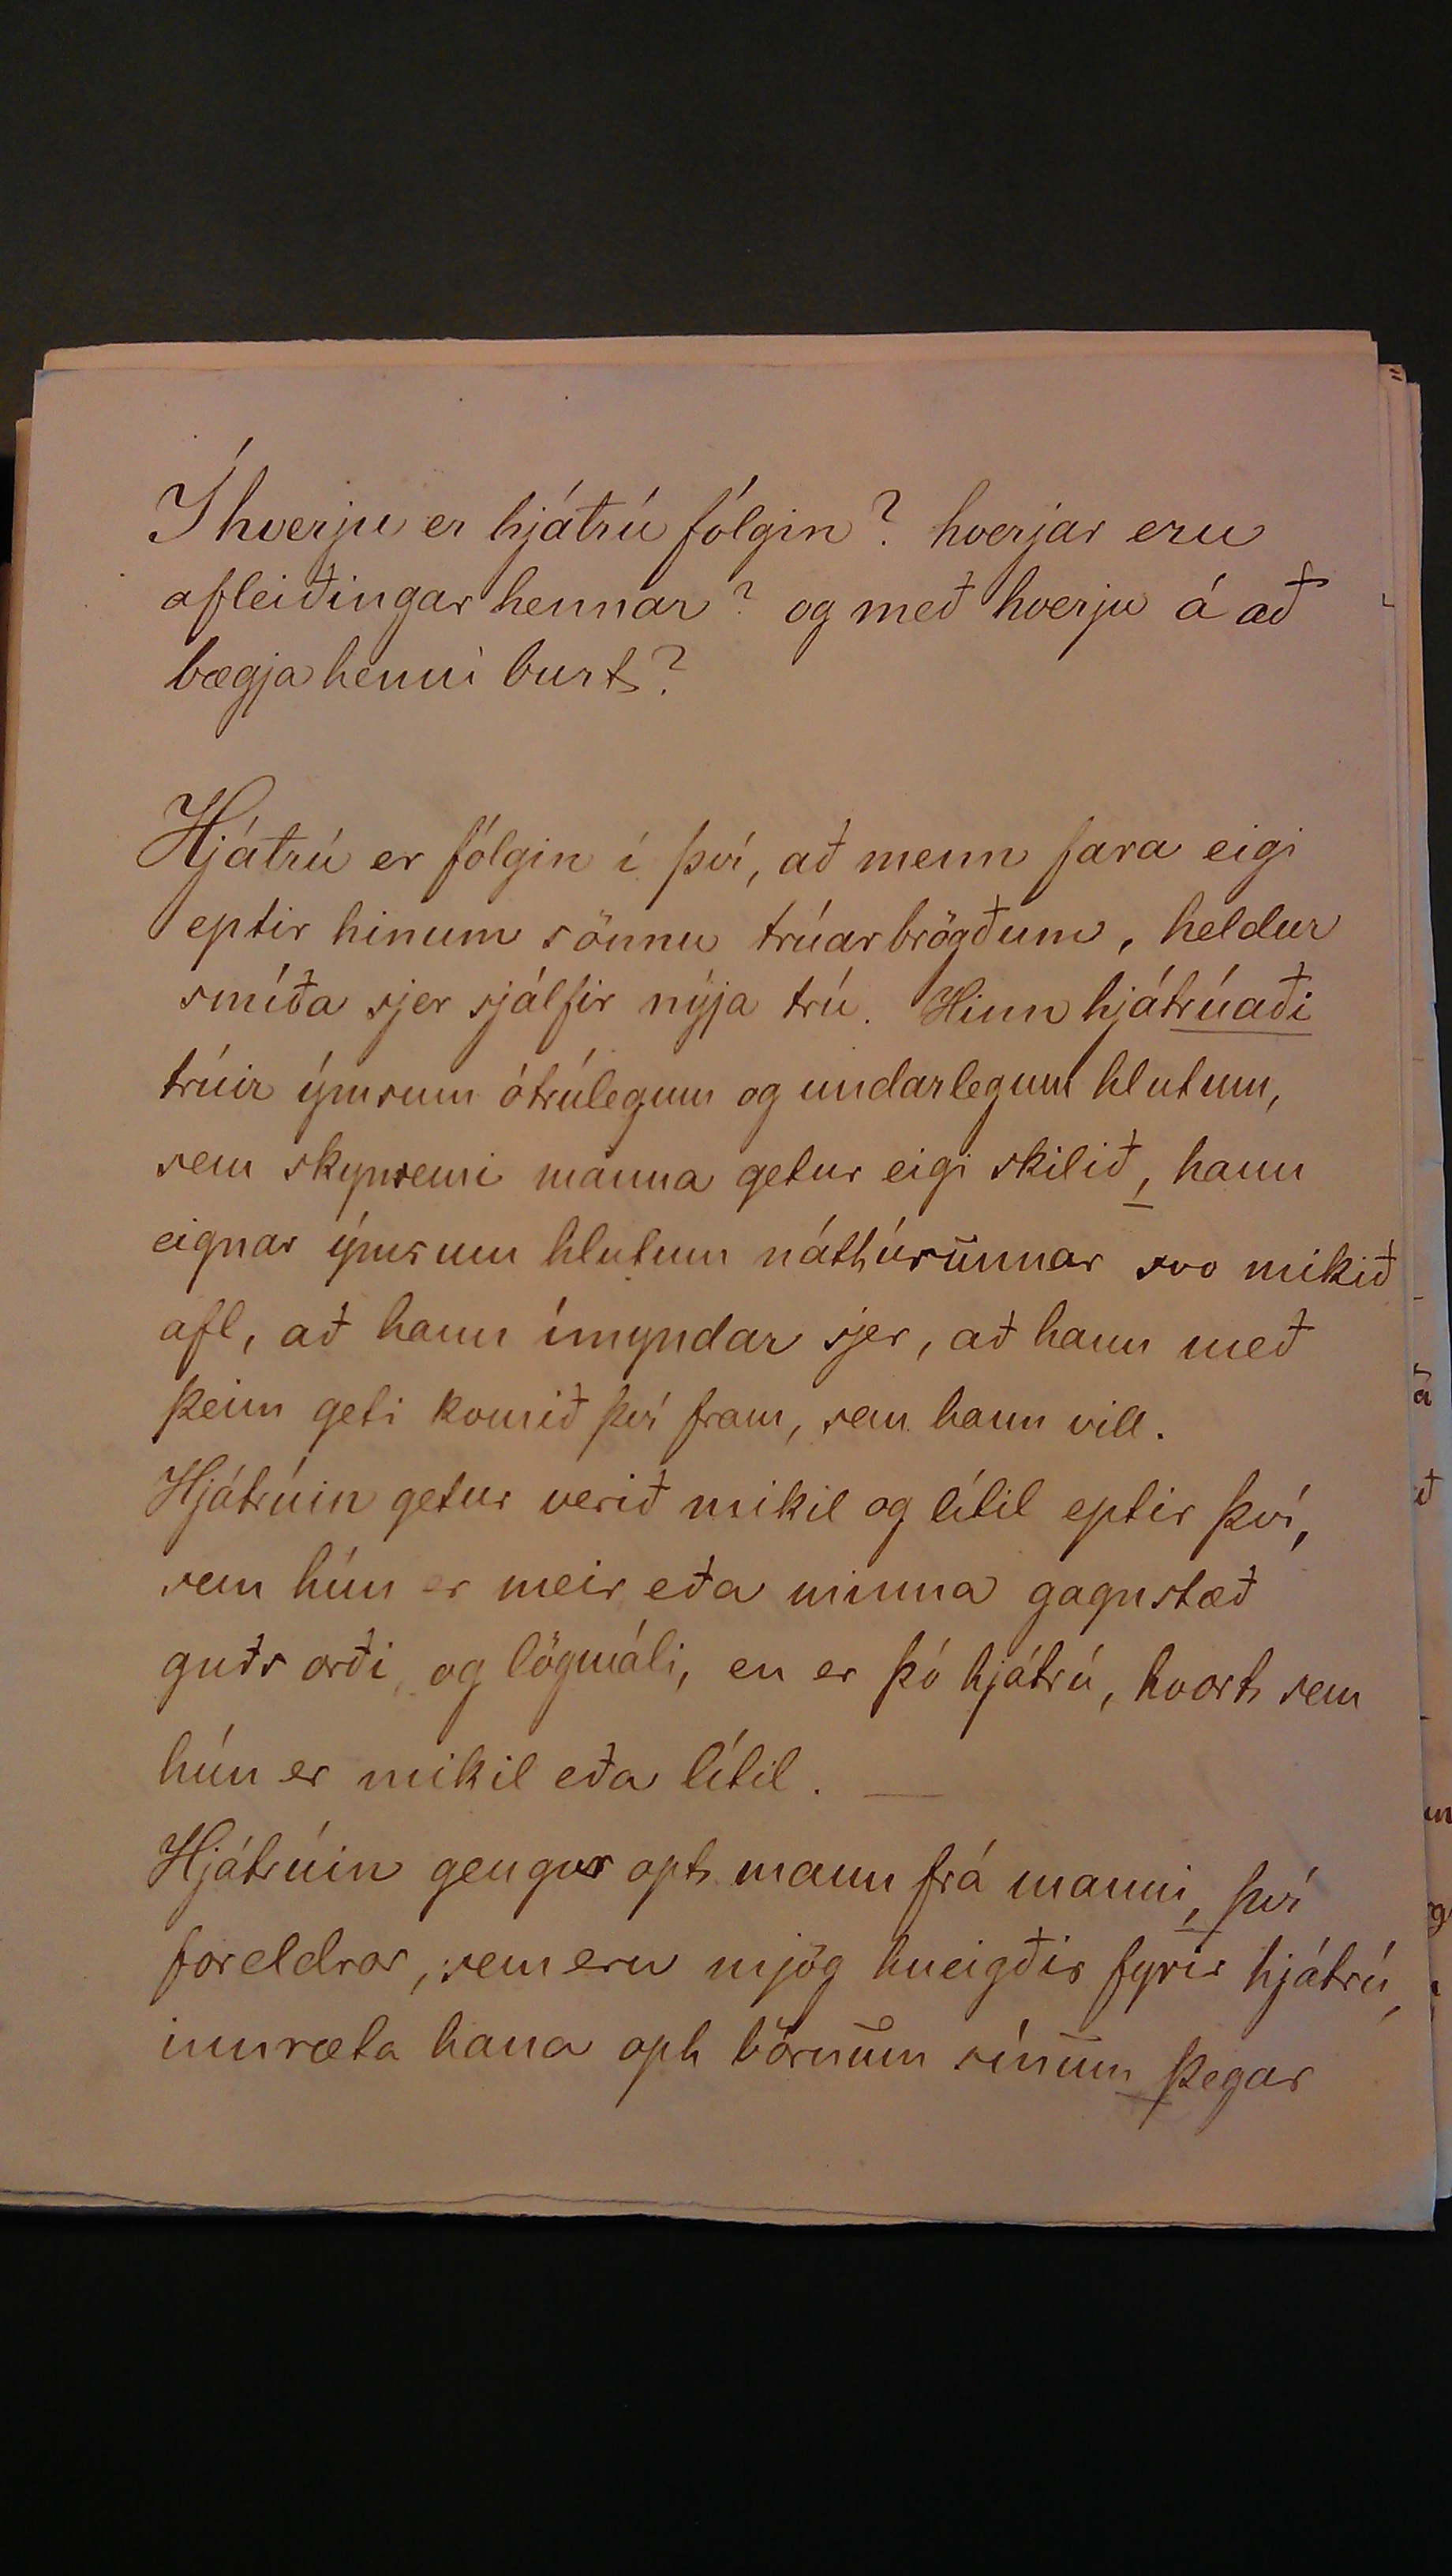 Í hverju er hjátrú fólgin? hverjar eru
afleiðingar hennar? og með hverju á að
bægja henni burt?
Hjátrú er fólgin í því, að menn fara eigi
eptir hinum sönnu trúarbrögðum, heldur
smíða sjer sjálfir nýja trú. Hinn hjátrúaði
trúir ýmsum ótrúlegum og undarlegum hlutum,
sem skynsemi manna getur eigi skilið, hann
eignar ýmsum hlutum náttúrunnar svo mikið
afl, að hann ímyndar sjer, að hann með
þeim geti komið því fram, sem hann vill.
Hjátrúin getur verið mikil og lítil eptir því,
sem hún er meir eða minna gagnstæð
guðs orði, og lögmáli, en er þó hjátrú, hvort sem
hún er mikil eða lítil. —
Hjátrúin gengur opt mann frá manni, því
foreldrar, sem eru mjög hneigðir fyrir hjátrú,
innræta hana opt börnum sínum þegar